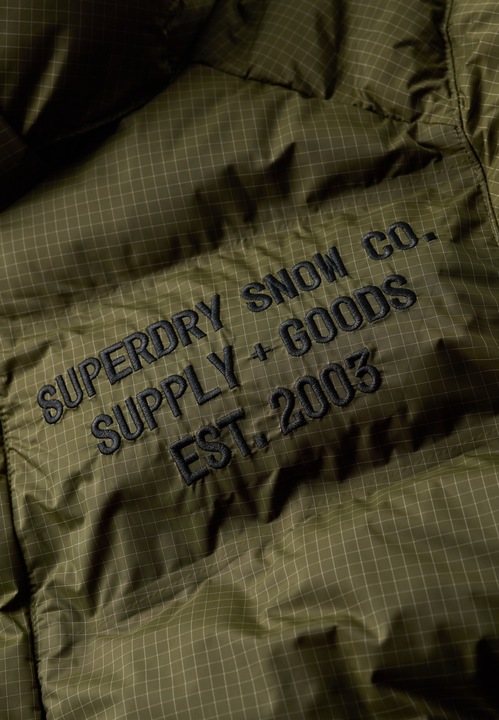 SUPERDRY SNOW CO.
SUPPLY + GOODS
EST. 2003